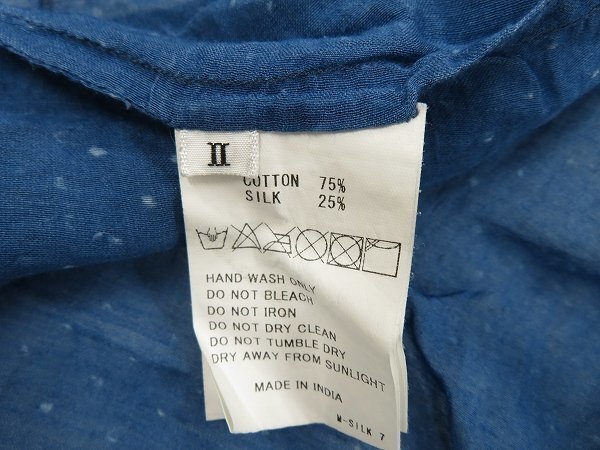 II
COTTON 75%
SILK 25%
HAND WASH ONLY
DO NOT BLEACH
DO NOT IRON
DO NOT DRY CLEAN
DO NOT TUMBLE DRY
DRY AWAY FROM SUNLIGHT
MADE IN INDIA
M-SILK 7